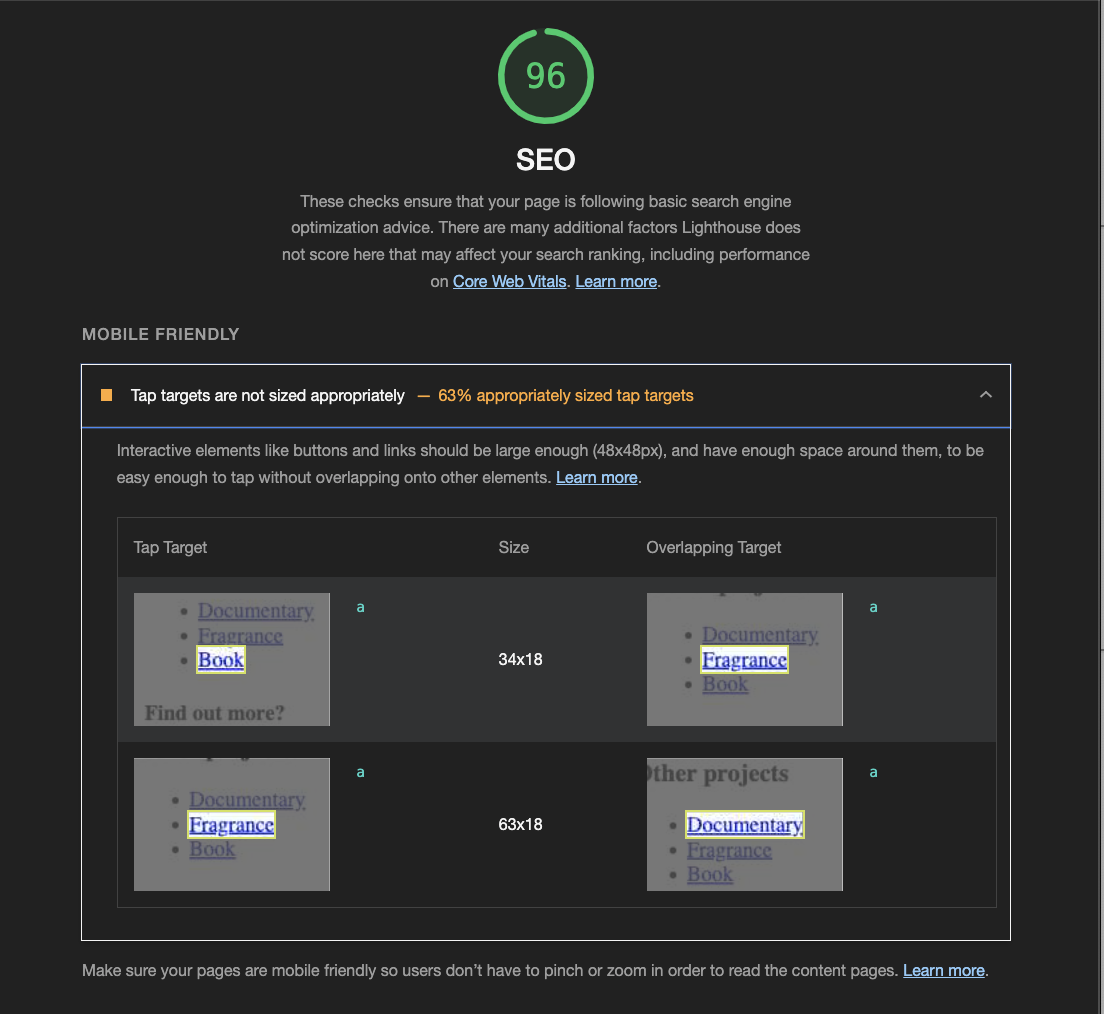 96
SEO
These checks ensure that your page is following basic search engine
optimization advice. There are many additional factors Lighthouse does
not score here that may affect your search ranking, including performance
on Core Web Vitals. Learn more.
MOBILE FRIENDLY
Tap targets are not sized appropriately — 63% appropriately sized tap targets
Interactive elements like buttons and links should be large enough (48x48px), and have enough space around them, to be
easy enough to tap without overlapping onto other elements. Learn more.
Tap Target Size Overlapping Target
Documentary
Fragrance
Book
Find out more?
a
34x18
Documentary
Fragrance
Book
a
Documentary
Fragrance
Book
a
63x18
Other projects
Documentary
Fragrance
Book
a
Make sure your pages are mobile friendly so users don’t have to pinch or zoom in order to read the content pages. Learn more.